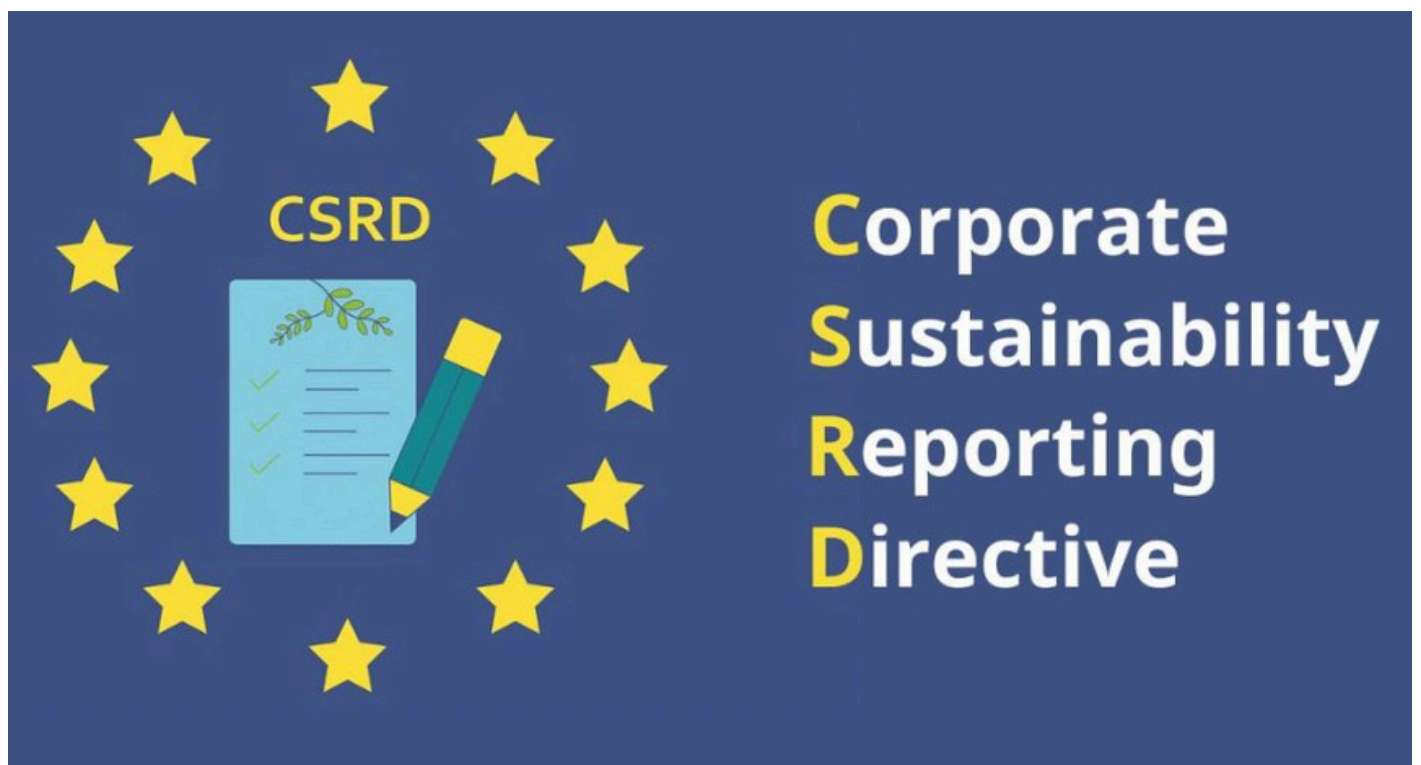 CSRD
Corporate
Sustainability
Reporting
Directive